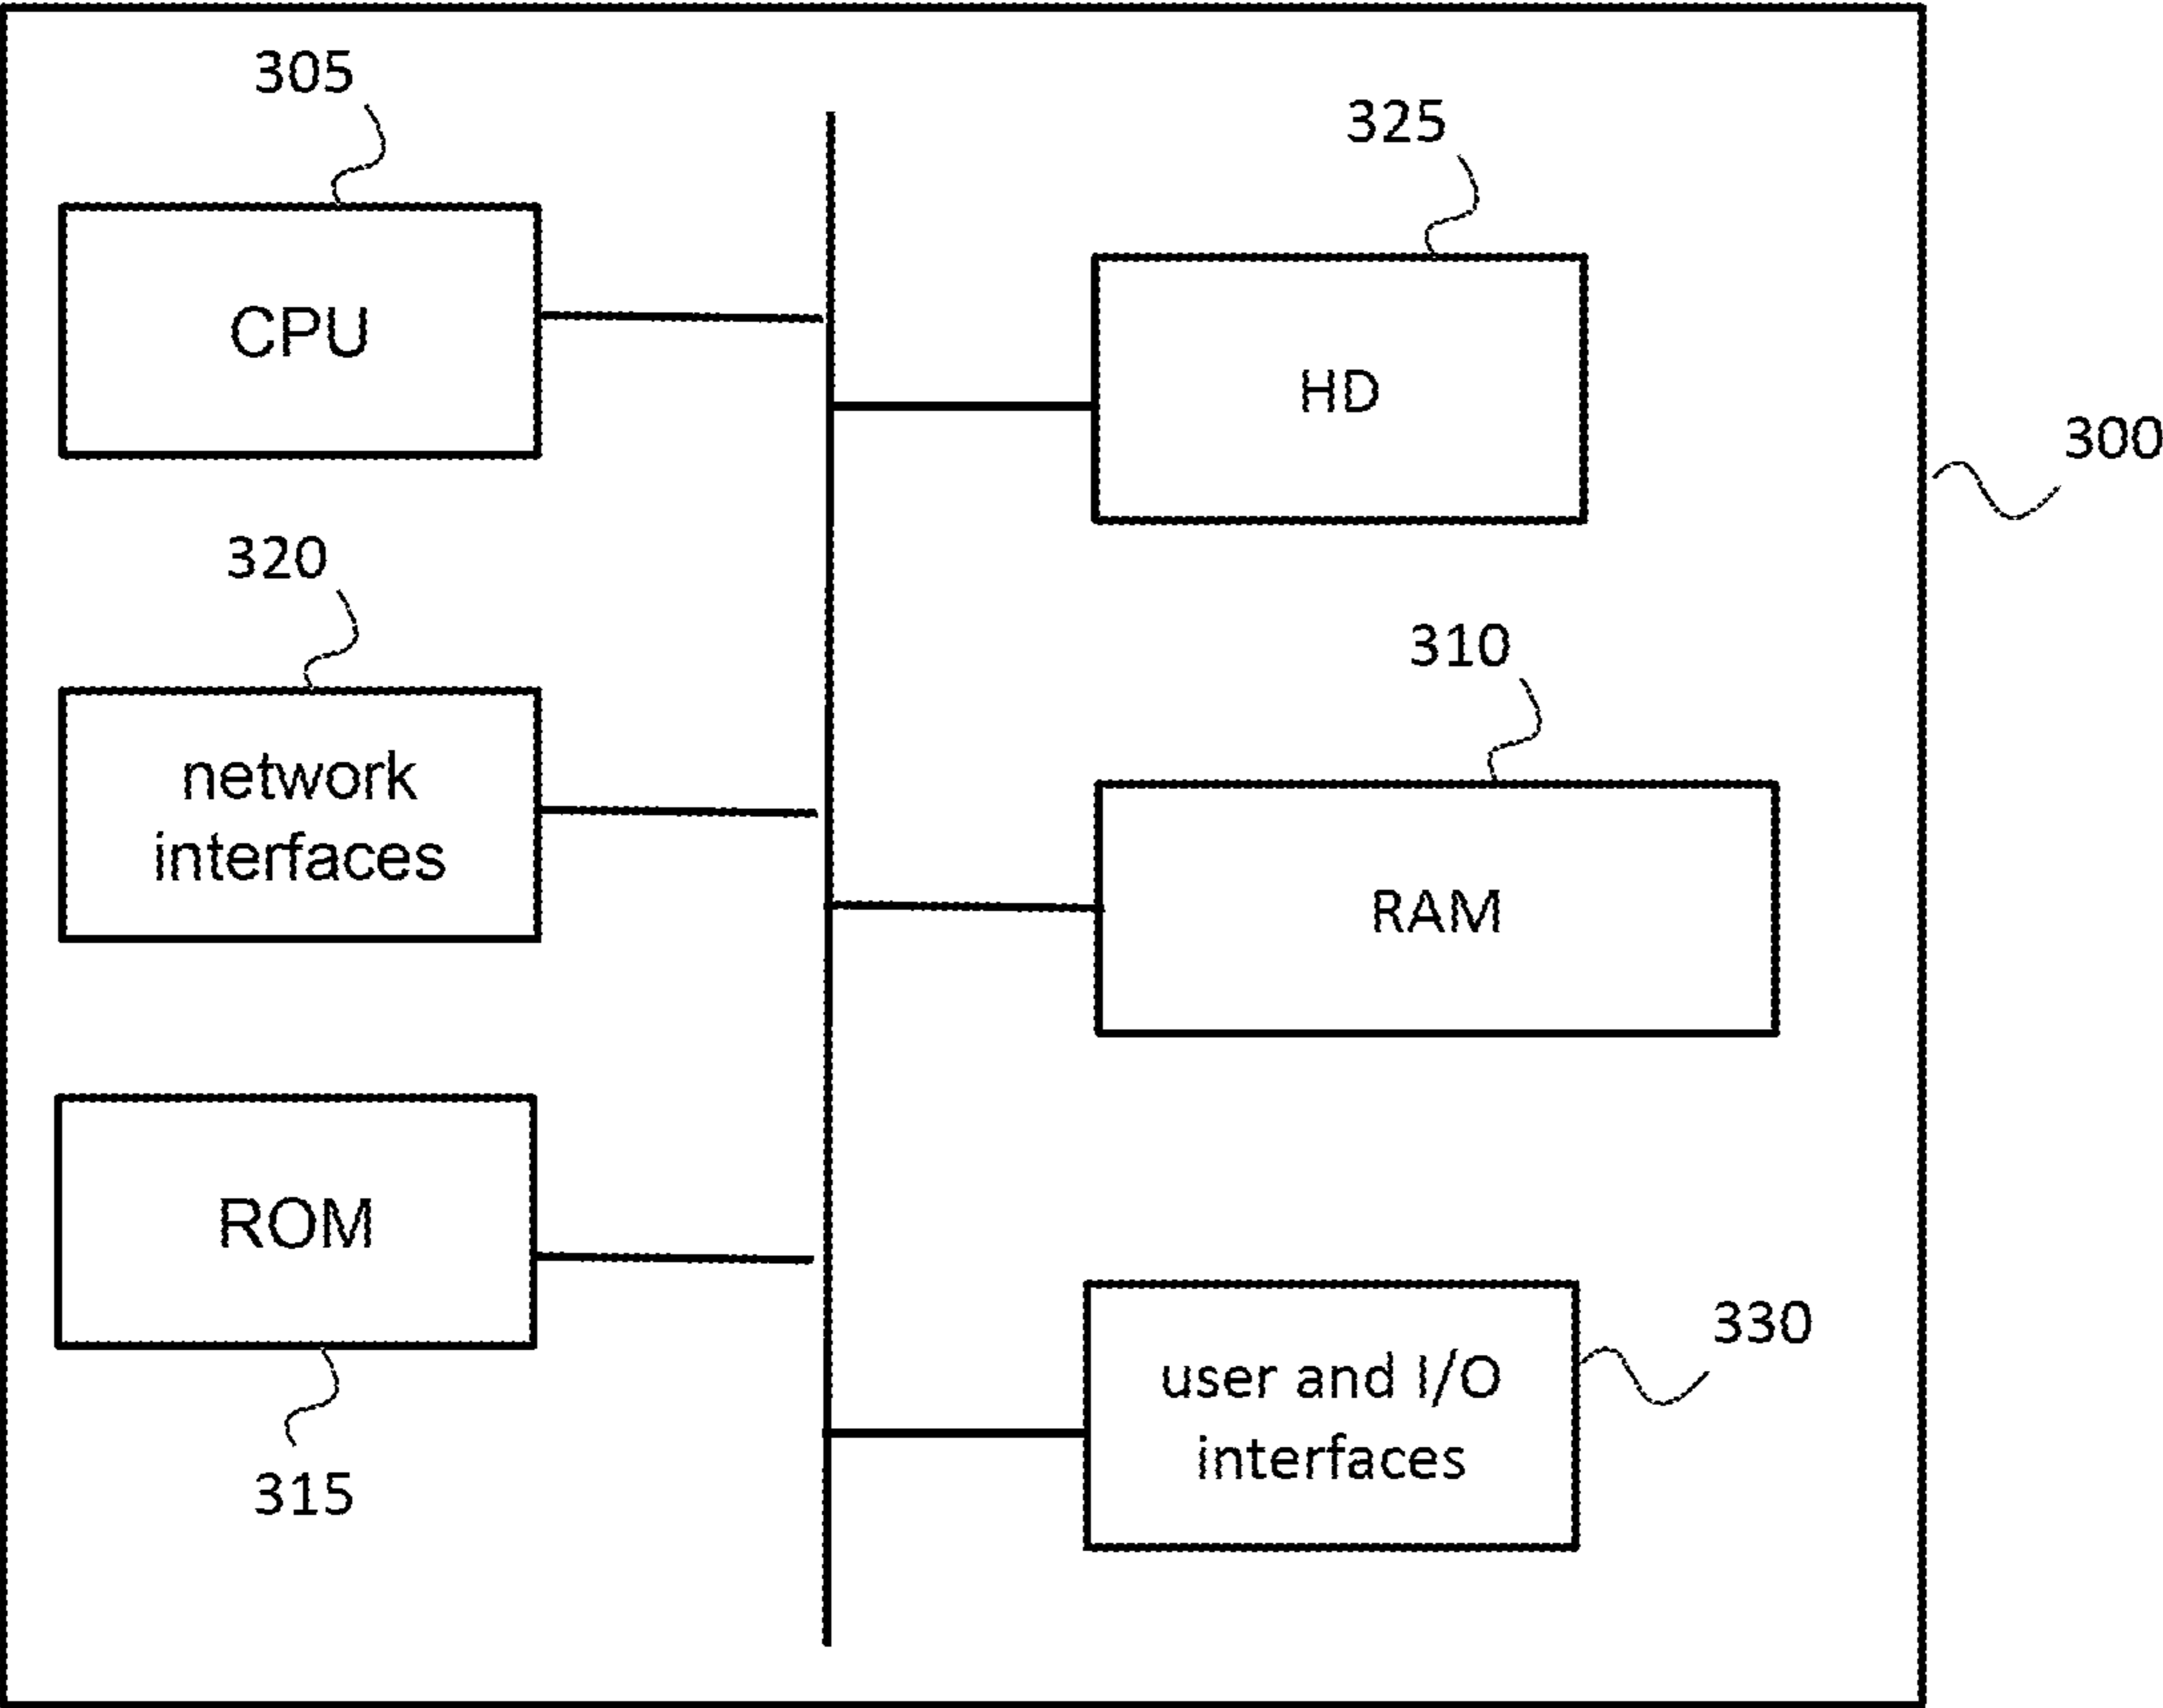 305
325
CPU
HD
300
320
310
network
interfaces
RAM
ROM
330
user and I/O
interfaces
315